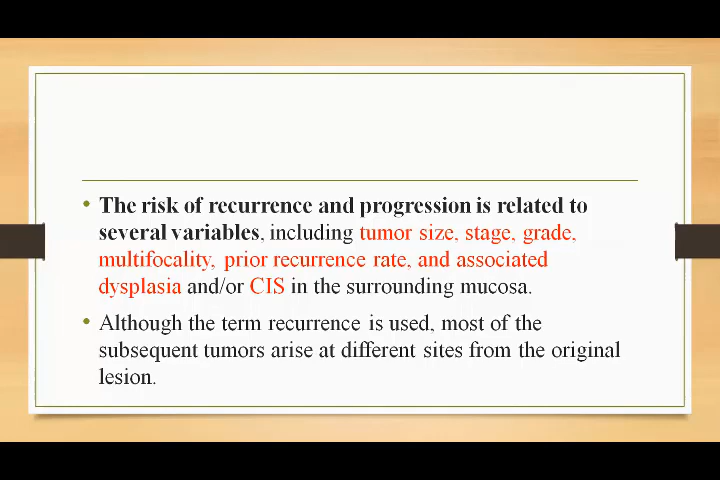 • The risk of recurrence and progression is related to
several variables, including tumor size, stage, grade,
multifocality, prior recurrence rate, and associated
dysplasia and/or CIS in the surrounding mucosa.
• Although the term recurrence is used, most of the
subsequent tumors arise at different sites from the original
lesion.